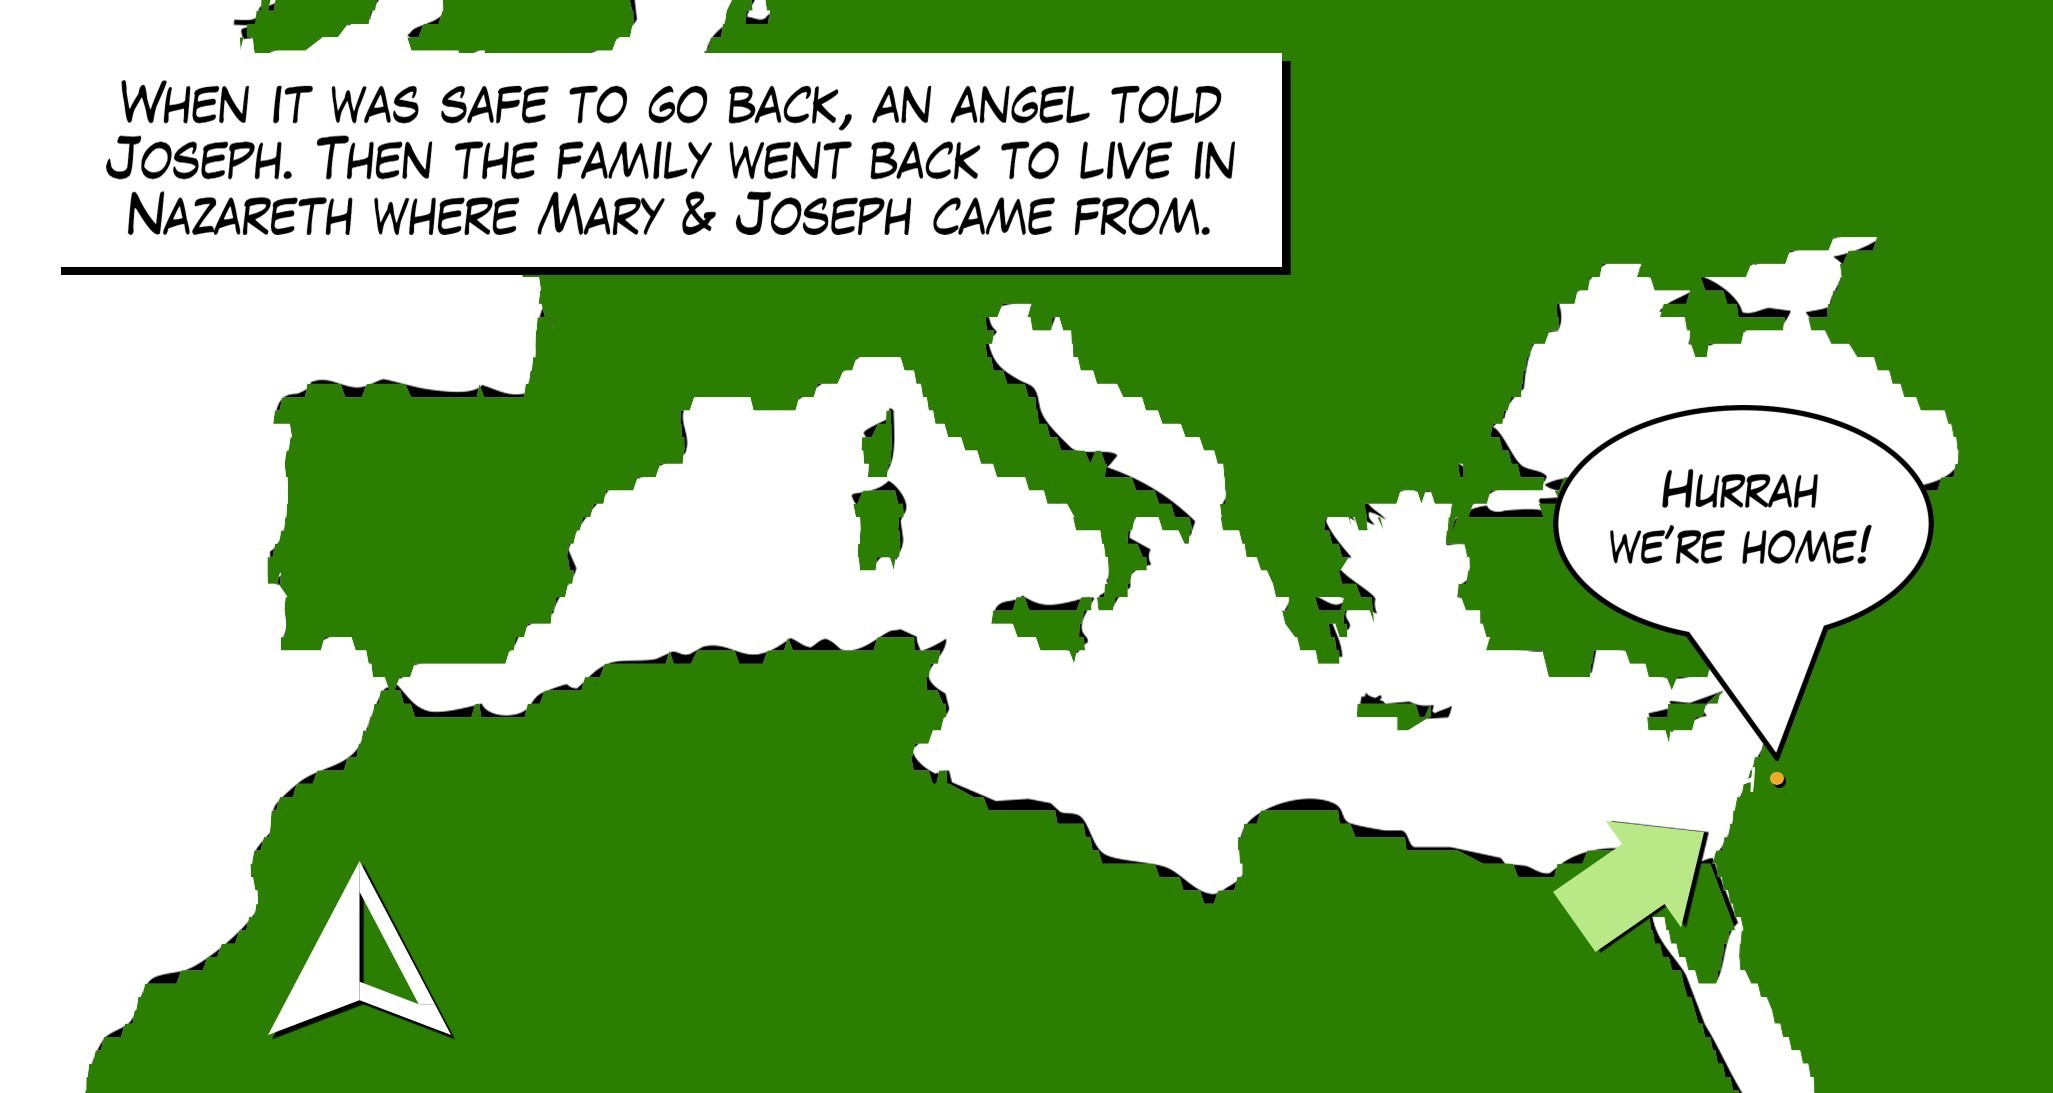 When it was safe to go back, an angel told
Joseph. Then the family went back to live in
Nazareth where Mary & Joseph came from.
Hurrah
we're home!